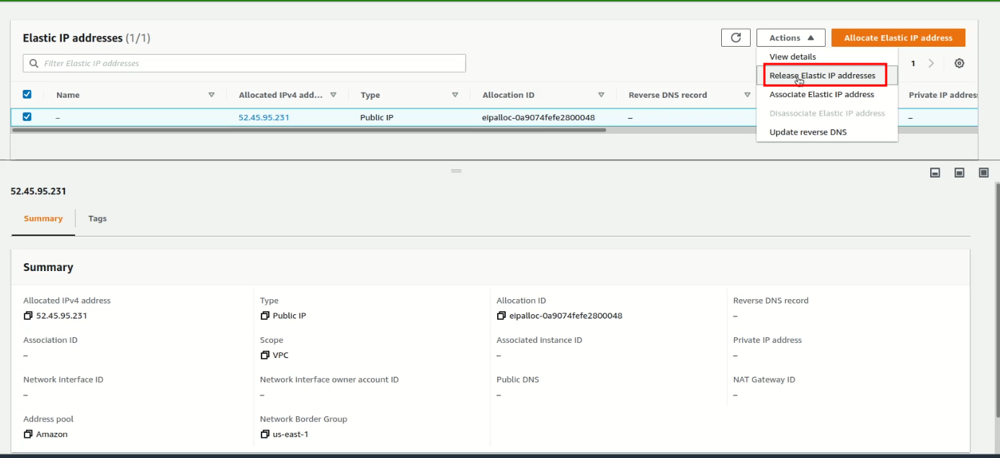 Elastic IP addresses (1/1)
Actions
Allocate Elastic IP address
Filter Elastic IP addresses
1
View details
Release Elastic IP addresses
Associate Elastic IP address
Disassociate Elastic IP address
Update reverse DNS
Name
Allocated IPv4 add...
Type
Allocation ID
Reverse DNS record
Private IP address
–
52.45.95.231
Public IP
eipalloc-0a9074fefe2800048
–
–
52.45.95.231
Summary
Tags
Summary
Allocated IPv4 address
52.45.95.231
Type
Public IP
Allocation ID
eipalloc-0a9074fefe2800048
Reverse DNS record
–
Association ID
–
Scope
VPC
Associated instance ID
–
Private IP address
–
Network interface ID
–
Network interface owner account ID
–
Public DNS
–
NAT Gateway ID
–
Address pool
Amazon
Network Border Group
us-east-1